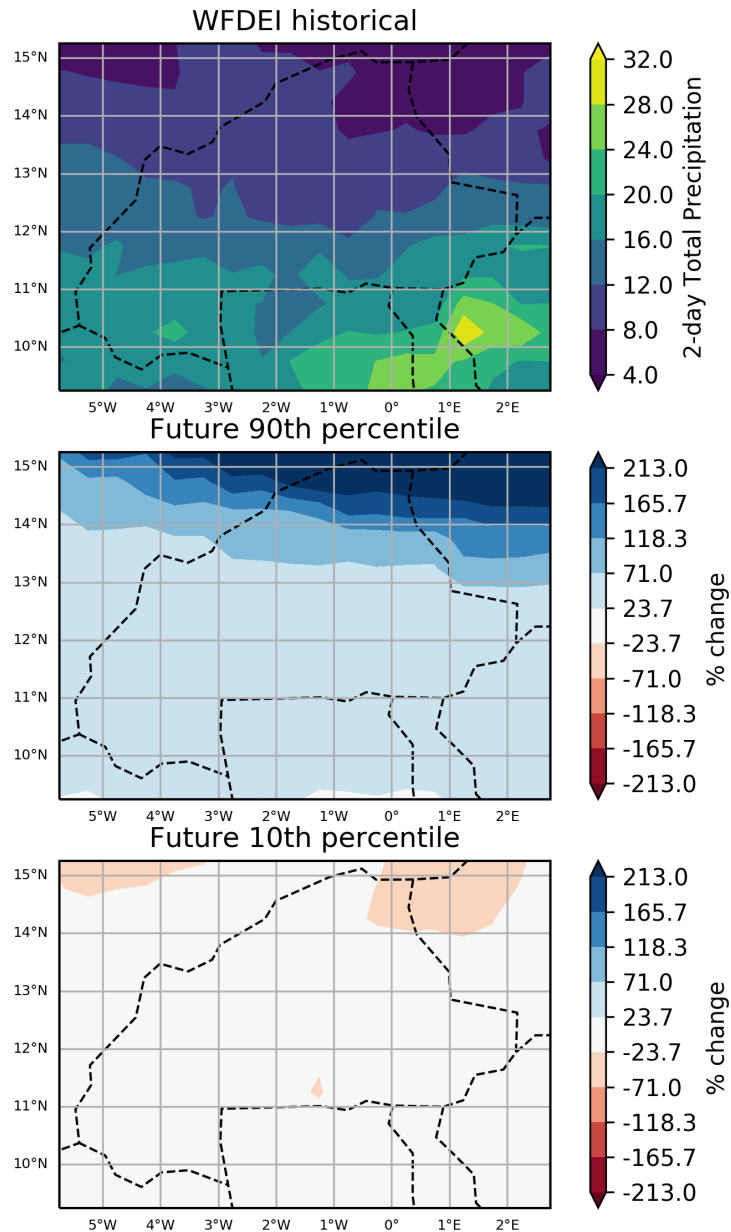 WFDEI historical
15°N
14°N
13°N
12°N
11°N
10°N
5°W 4°W 3°W 2°W 1°W 0° 1°E 2°E
32.0
28.0
24.0
20.0
16.0
12.0
8.0
4.0
2-day Total Precipitation
Future 90th percentile
15°N
14°N
13°N
12°N
11°N
10°N
5°W 4°W 3°W 2°W 1°W 0° 1°E 2°E
213.0
165.7
118.3
71.0
23.7
-23.7
-71.0
-118.3
-165.7
-213.0
% change
Future 10th percentile
15°N
14°N
13°N
12°N
11°N
10°N
5°W 4°W 3°W 2°W 1°W 0° 1°E 2°E
213.0
165.7
118.3
71.0
23.7
-23.7
-71.0
-118.3
-165.7
-213.0
% change